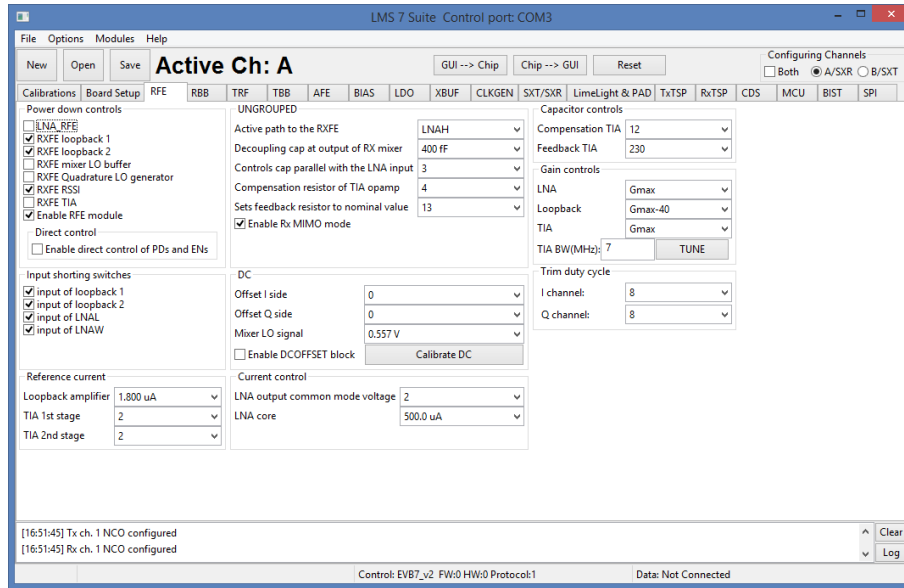 LMS 7 Suite Control port: COM3
File Options Modules Help
New Open Save Active Ch: A GUI --> Chip Chip --> GUI Reset
Configuring Channels
Both A/SXR B/SXT
Calibrations Board Setup RFE RBB TRF TBB AFE BIAS LDO XBUF CLKGEN SXT/SXR LimeLight & PAD TxTSP RxTSP CDS MCU BIST SPI
Power down controls
LNA_RFE
RXFE loopback 1
RXFE loopback 2
RXFE mixer LO buffer
RXFE Quadrature LO generator
RXFE RSSI
RXFE TIA
Enable RFE module
Direct control
Enable direct control of PDs and ENs
Input shorting switches
input of loopback 1
input of loopback 2
input of LNAL
input of LNAW
Reference current
Loopback amplifier 1.800 uA
TIA 1st stage 2
TIA 2nd stage 2
UNGROUPED
Active path to the RXFE LNAH
Decoupling cap at output of RX mixer 400 fF
Controls cap parallel with the LNA input 3
Compensation resistor of TIA opamp 4
Sets feedback resistor to nominal value 13
Enable Rx MIMO mode
DC
Offset I side 0
Offset Q side 0
Mixer LO signal 0.557 V
Enable DCOFFSET block Calibrate DC
Current control
LNA output common mode voltage 2
LNA core 500.0 uA
Capacitor controls
Compensation TIA 12
Feedback TIA 230
Gain controls
LNA Gmax
Loopback Gmax-40
TIA Gmax
TIA BW(MHz): 7 TUNE
Trim duty cycle
I channel: 8
Q channel: 8
[16:51:45] Tx ch. 1 NCO configured
[16:51:45] Rx ch. 1 NCO configured
Clear
Log
Control: EVB7_v2 FW:0 HW:0 Protocol:1 Data: Not Connected